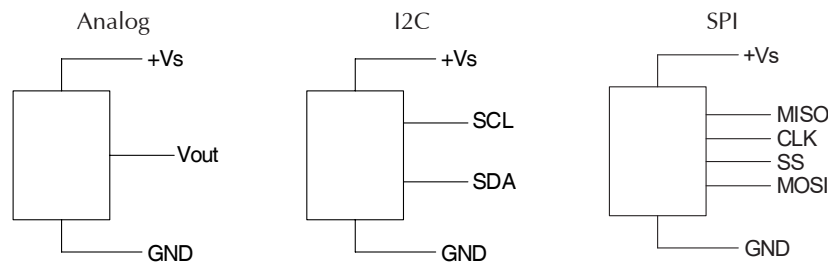 Analog
+Vs
Vout
GND
I2C
+Vs
SCL
SDA
GND
SPI
+Vs
MISO
CLK
SS
MOSI
GND